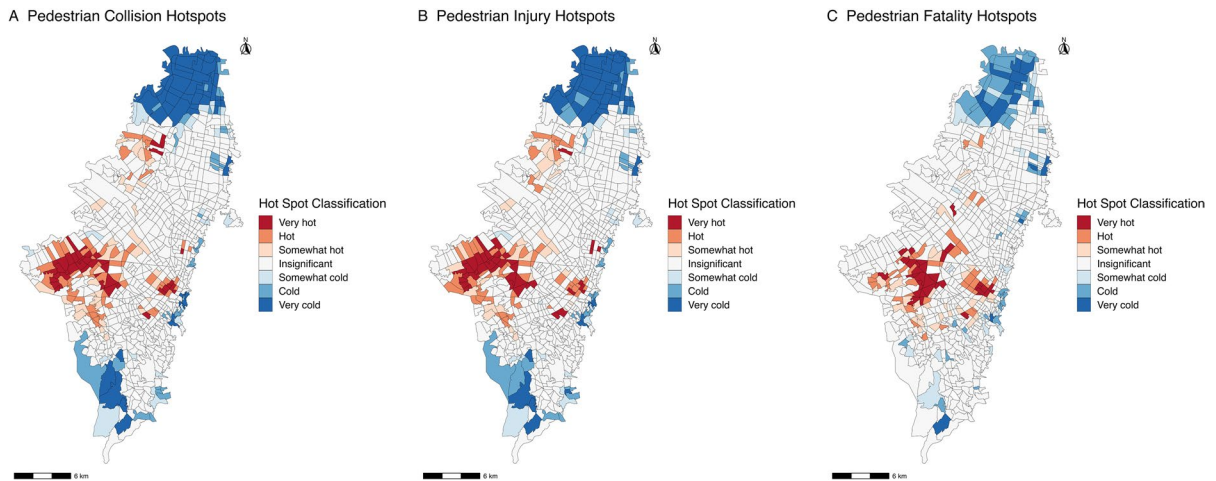 A Pedestrian Collision Hotspots
N
Hot Spot Classification
Very hot
Hot
Somewhat hot
Insignificant
Somewhat cold
Cold
Very cold
6 km
B Pedestrian Injury Hotspots
N
Hot Spot Classification
Very hot
Hot
Somewhat hot
Insignificant
Somewhat cold
Cold
Very cold
6 km
C Pedestrian Fatality Hotspots
N
Hot Spot Classification
Very hot
Hot
Somewhat hot
Insignificant
Somewhat cold
Cold
Very cold
6 km